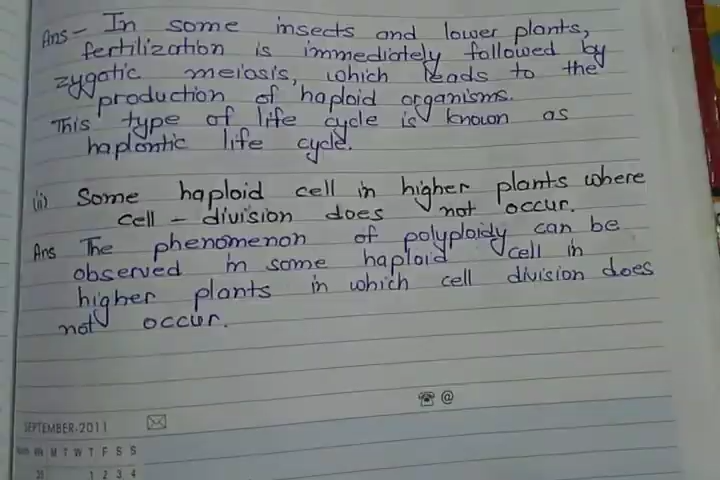 Ans - In some insects and lower plants,
fertilization is immediately followed by
zygotic meiosis, which leads to the
production of haploid organisms.
This type of life cycle is known as
haplontic life cycle.
(ii) Some haploid cell in higher plants where
cell - division does not occur.
Ans The phenomenon of polyploidy can be
observed in some haploid cell in
higher plants in which cell division does
not occur.
☎ @
SEPTEMBER-2011 ✉
M T W T F S S
1 2 3 4